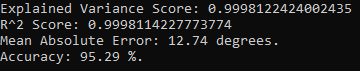 Explained Variance Score: 0.9998122424002435
R^2 Score: 0.9998114227773774
Mean Absolute Error: 12.74 degrees.
Accuracy: 95.29 %.